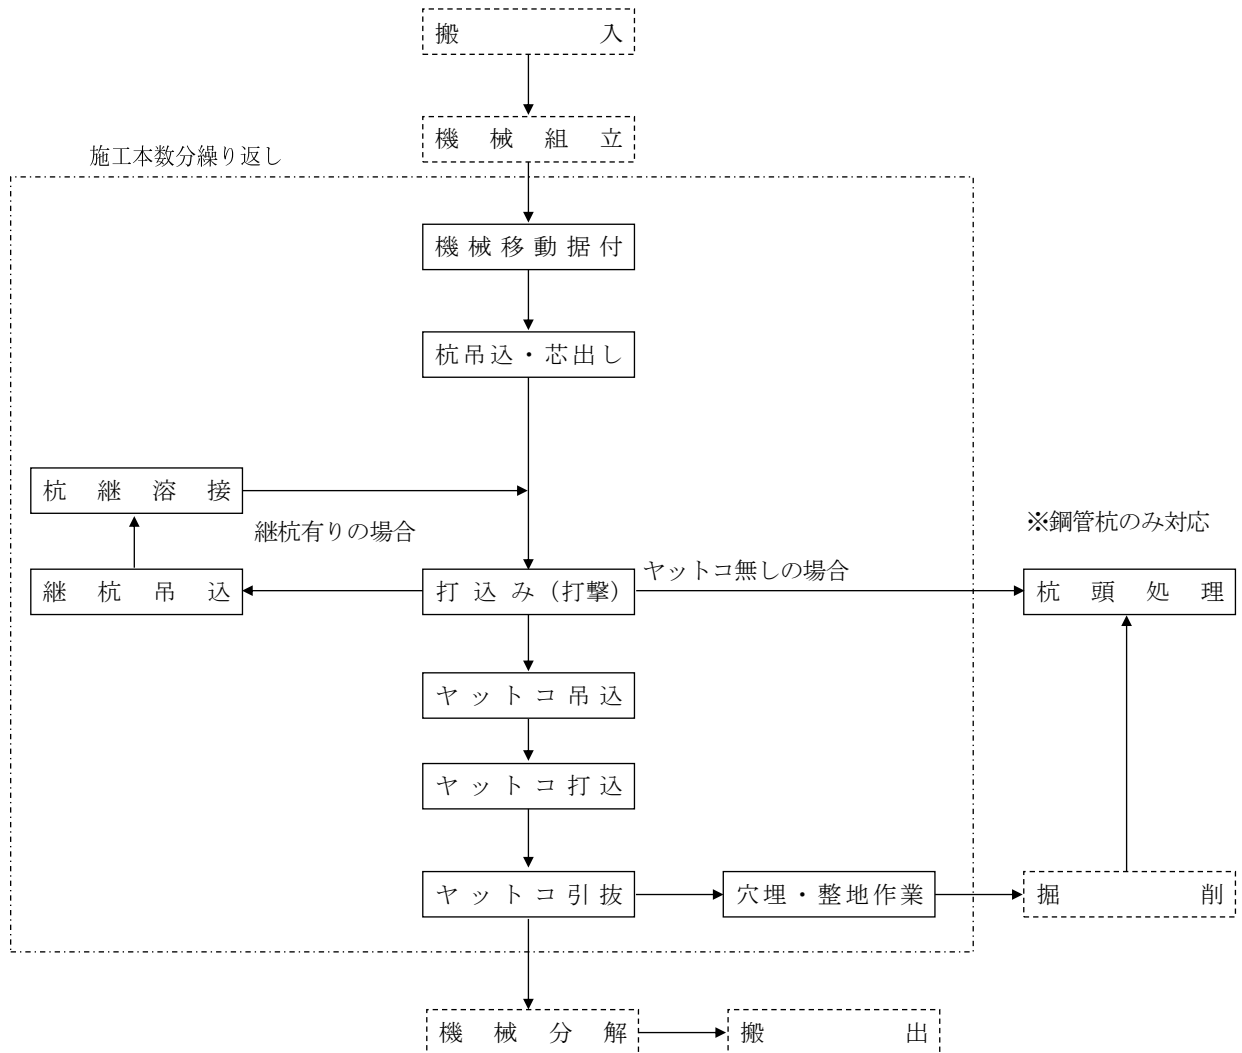 搬入
機械組立
施工本数分繰り返し
機械移動据付
杭吊込・芯出し
杭継溶接
継杭有りの場合
※鋼管杭のみ対応
ヤットコ無しの場合
継杭吊込
打込み（打撃）
杭頭処理
ヤットコ吊込
ヤットコ打込
ヤットコ引抜
穴埋・整地作業
掘削
機械分解
搬出